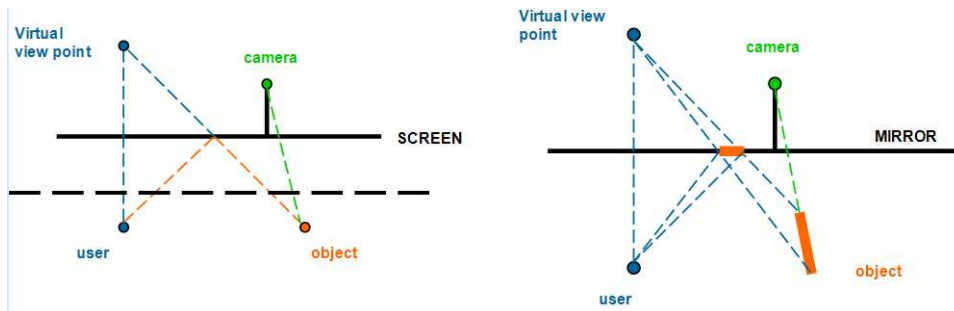 Virtual view
point
camera
SCREEN
user
object
Virtual view
point
camera
MIRROR
object
user